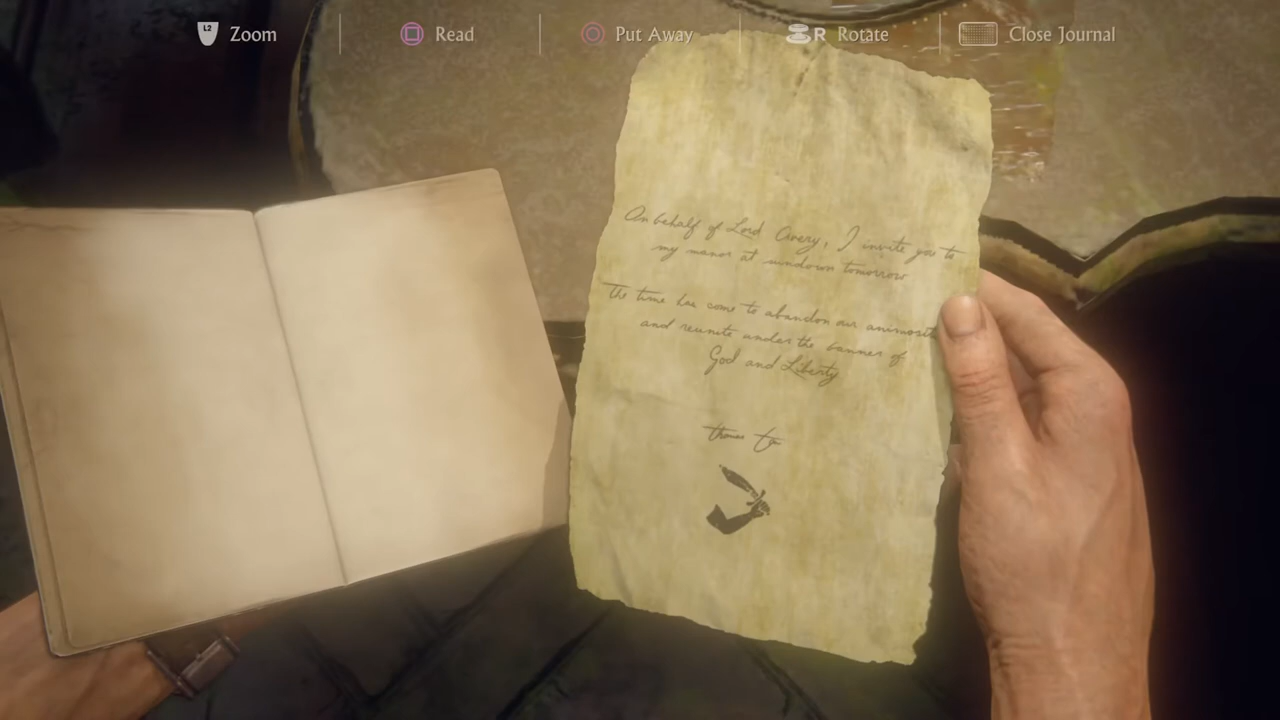 L2 Zoom
Read
Put Away
R Rotate
Close Journal
On behalf of Lord Avery, I invite you to
my manor at sundown tomorrow
The time has come to abandon our animosit
and reunite under the banner of
God and Liberty
Thomas Tew